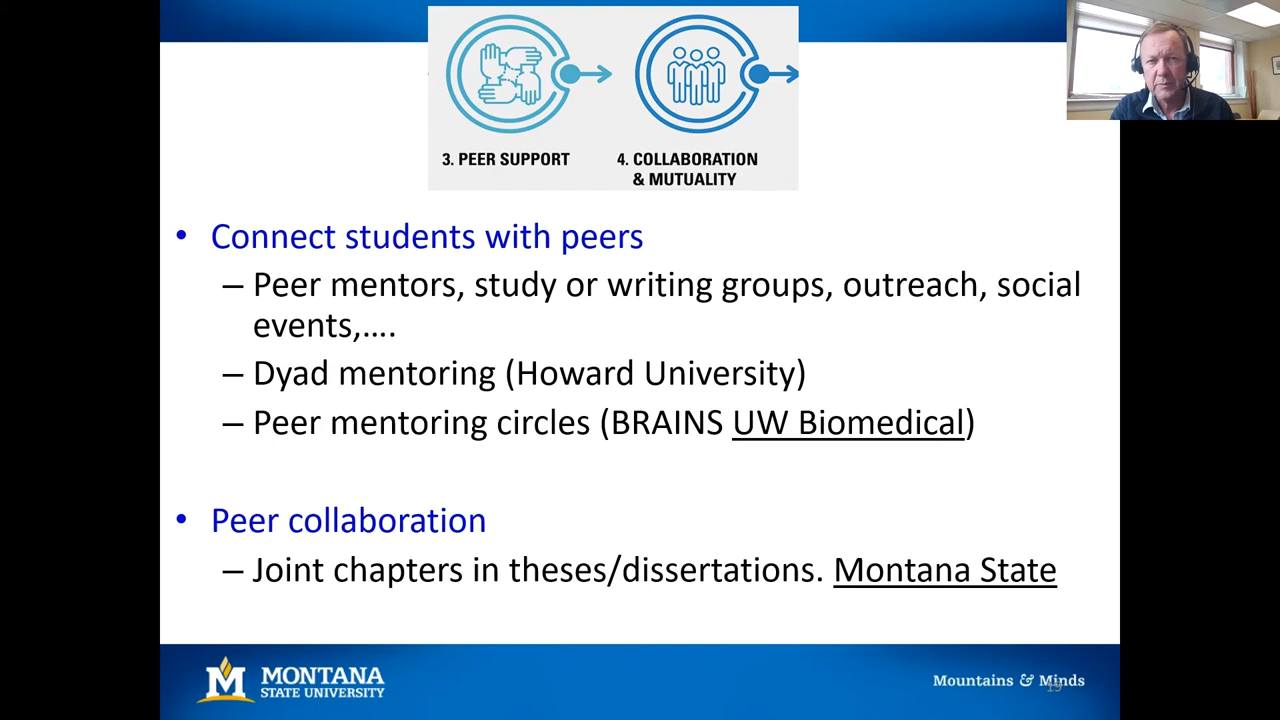 3. PEER SUPPORT
4. COLLABORATION
& MUTUALITY
• Connect students with peers
– Peer mentors, study or writing groups, outreach, social
events,….
– Dyad mentoring (Howard University)
– Peer mentoring circles (BRAINS UW Biomedical)
• Peer collaboration
– Joint chapters in theses/dissertations. Montana State
M MONTANA
STATE UNIVERSITY
Mountains & Minds
19